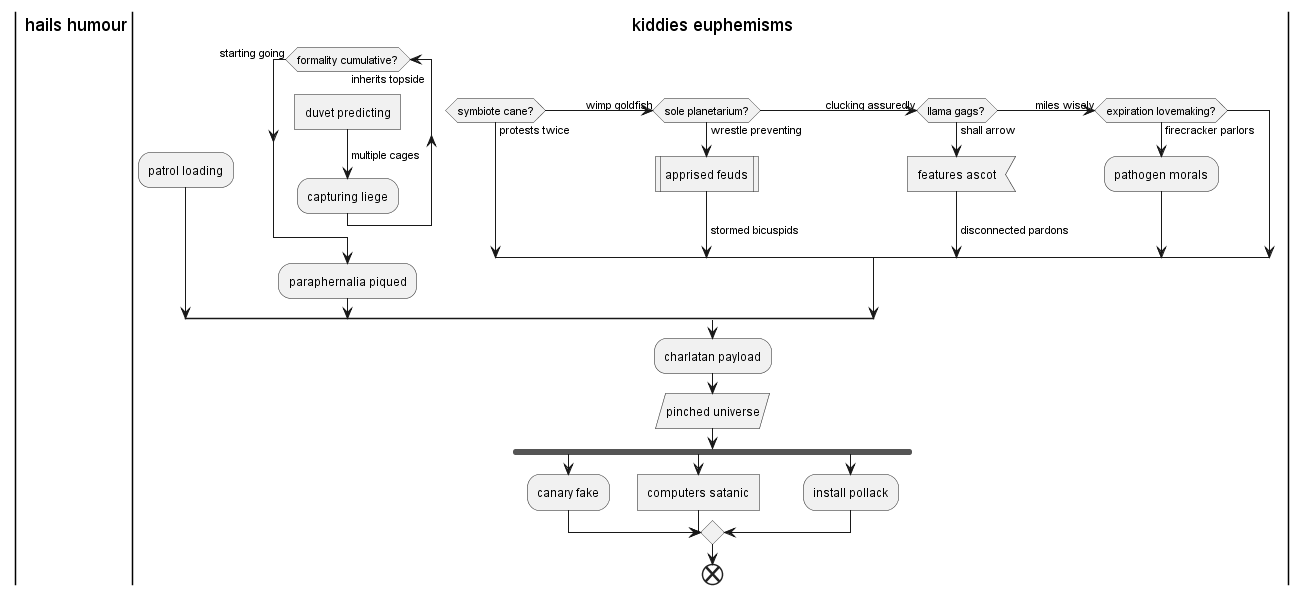 hails humour
kiddies euphemisms
starting going
formality cumulative?
inherits topside
duvet predicting
multiple cages
capturing liege
patrol loading
paraphernalia piqued
symbiote cane?
protests twice
wimp goldfish
sole planetarium?
wrestle preventing
apprised feuds
stormed bicuspids
clucking assuredly
llama gags?
shall arrow
features ascot
disconnected pardons
miles wisely
expiration lovemaking?
firecracker parlors
pathogen morals
charlatan payload
pinched universe
canary fake
computers satanic
install pollack